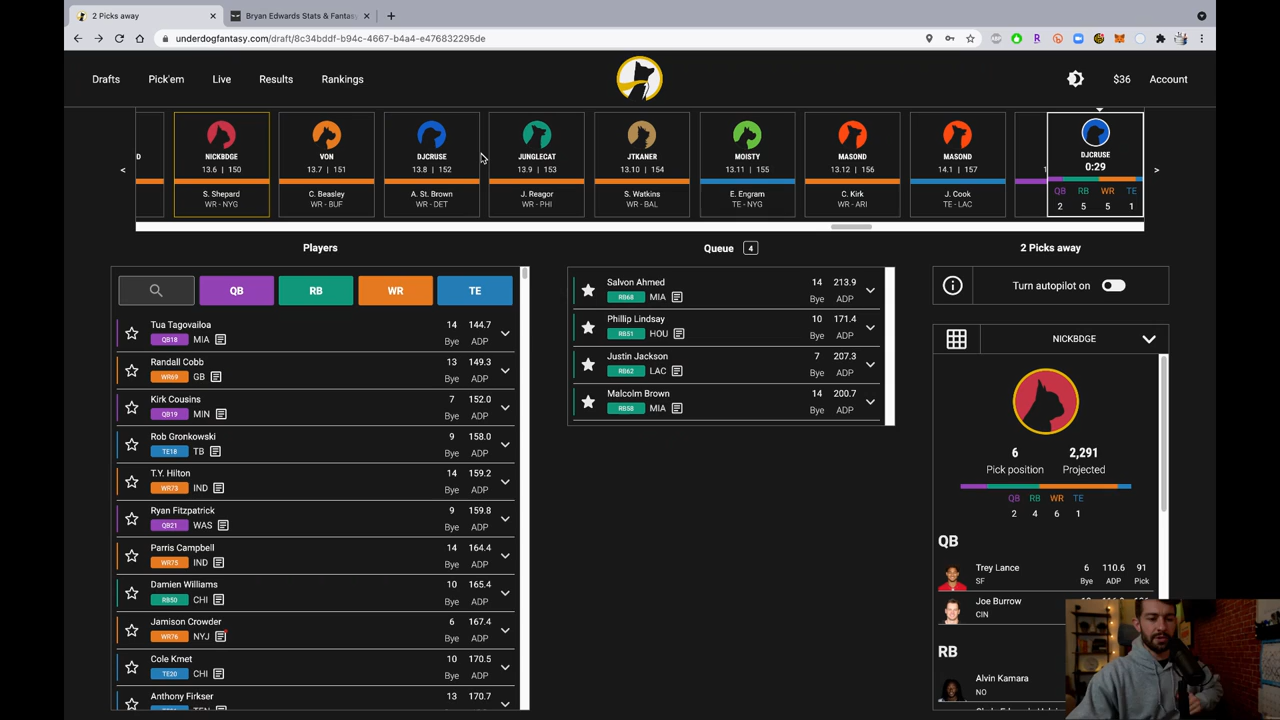 2 Picks away
Bryan Edwards Stats & Fantas
underdogfantasy.com/draft/8c34bddf-b94c-4667-b4a4-e476832295de
Drafts Pick'em Live Results Rankings $36 Account
NICKBDGE VON DJCRUSE JUNGLECAT JTKANER MOISTY MASOND MASOND DJCRUSE
13.6 | 150 13.7 | 151 13.8 | 152 13.9 | 153 13.10 | 154 13.11 | 155 13.12 | 156 14.1 | 157 0:29
S. Shepard C. Beasley A. St. Brown J. Reagor S. Watkins E. Engram C. Kirk J. Cook QB RB WR TE
WR - NYG WR - BUF WR - DET WR - PHI WR - BAL TE - NYG WR - ARI TE - LAC 2 5 5 1
< >
Players
QB RB WR TE
Tua Tagovailoa 14 144.7
QB18 MIA Bye ADP
Randall Cobb 13 149.3
WR69 GB Bye ADP
Kirk Cousins 7 152.0
QB19 MIN Bye ADP
Rob Gronkowski 9 158.0
TE18 TB Bye ADP
T.Y. Hilton 14 159.2
WR73 IND Bye ADP
Ryan Fitzpatrick 9 159.8
QB21 WAS Bye ADP
Parris Campbell 14 164.4
WR75 IND Bye ADP
Damien Williams 10 165.4
RB50 CHI Bye ADP
Jamison Crowder 6 167.4
WR76 NYJ Bye ADP
Cole Kmet 10 170.5
TE20 CHI Bye ADP
Anthony Firkser 13 170.7
Queue 4
Salvon Ahmed 14 213.9
RB68 MIA Bye ADP
Phillip Lindsay 10 171.4
RB51 HOU Bye ADP
Justin Jackson 7 207.3
RB62 LAC Bye ADP
Malcolm Brown 14 200.7
RB58 MIA Bye ADP
2 Picks away
Turn autopilot on
NICKBDGE
6 2,291
Pick position Projected
QB RB WR TE
2 4 6 1
QB
Trey Lance 6 110.6 91
SF Bye ADP Pick
Joe Burrow
CIN
RB
Alvin Kamara
NO